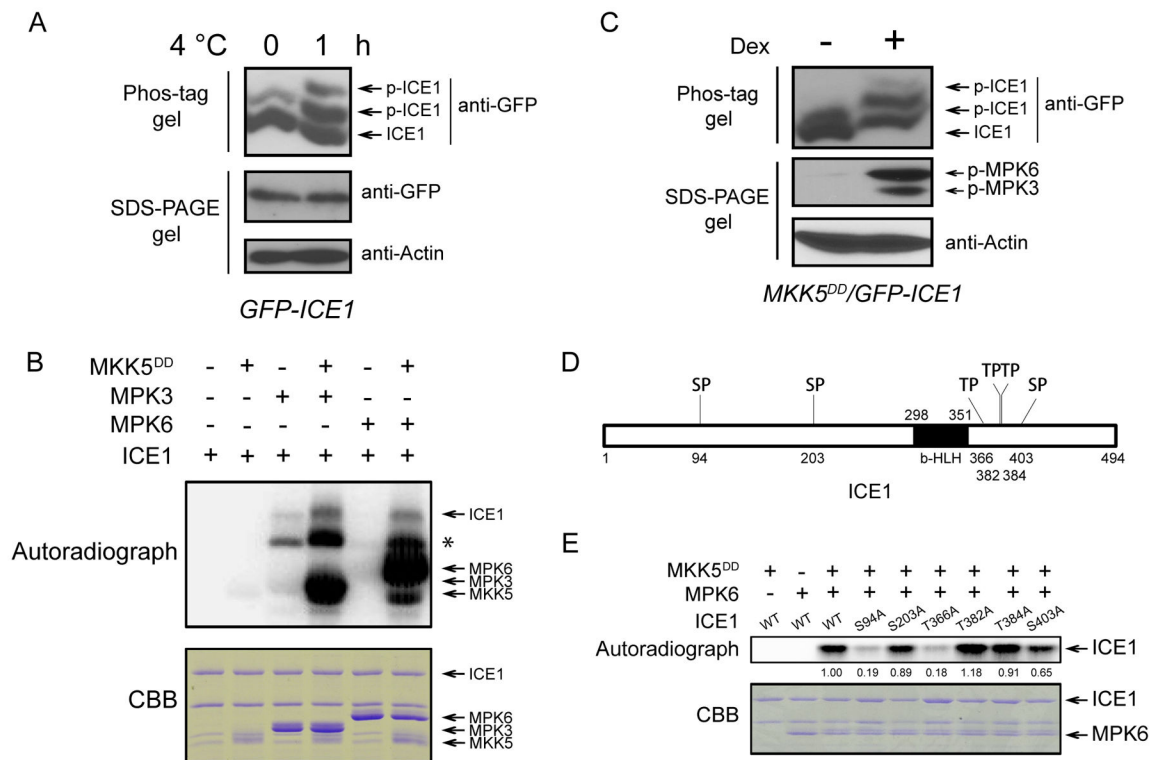 A
4 °C 0 1 h
Phos-tag gel
p-ICE1
p-ICE1
ICE1
anti-GFP
SDS-PAGE gel
anti-GFP
anti-Actin
GFP-ICE1
C
Dex - +
Phos-tag gel
p-ICE1
p-ICE1
ICE1
anti-GFP
SDS-PAGE gel
p-MPK6
p-MPK3
anti-Actin
MKK5DD/GFP-ICE1
B
MKK5DD - + - + - +
MPK3 - - + + - -
MPK6 - - - - + +
ICE1 + + + + + +
Autoradiograph
ICE1
*
MPK6
MPK3
MKK5
CBB
ICE1
MPK6
MPK3
MKK5
D
SP SP TP TPTP SP
298 351
b-HLH
1 94 203 366 403 494
382 384
ICE1
E
MKK5DD + - + + + + + + +
MPK6 - + + + + + + + +
ICE1 WT WT WT S94A S203A T366A T382A T384A S403A
Autoradiograph
ICE1
1.00 0.19 0.89 0.18 1.18 0.91 0.65
CBB
ICE1
MPK6